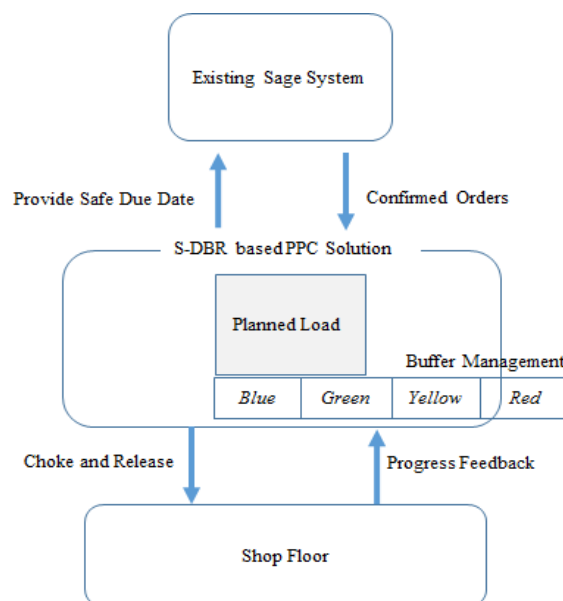 Existing Sage System
Provide Safe Due Date
Confirmed Orders
S-DBR based PPC Solution
Planned Load
Buffer Management
Blue Green Yellow Red
Choke and Release
Progress Feedback
Shop Floor